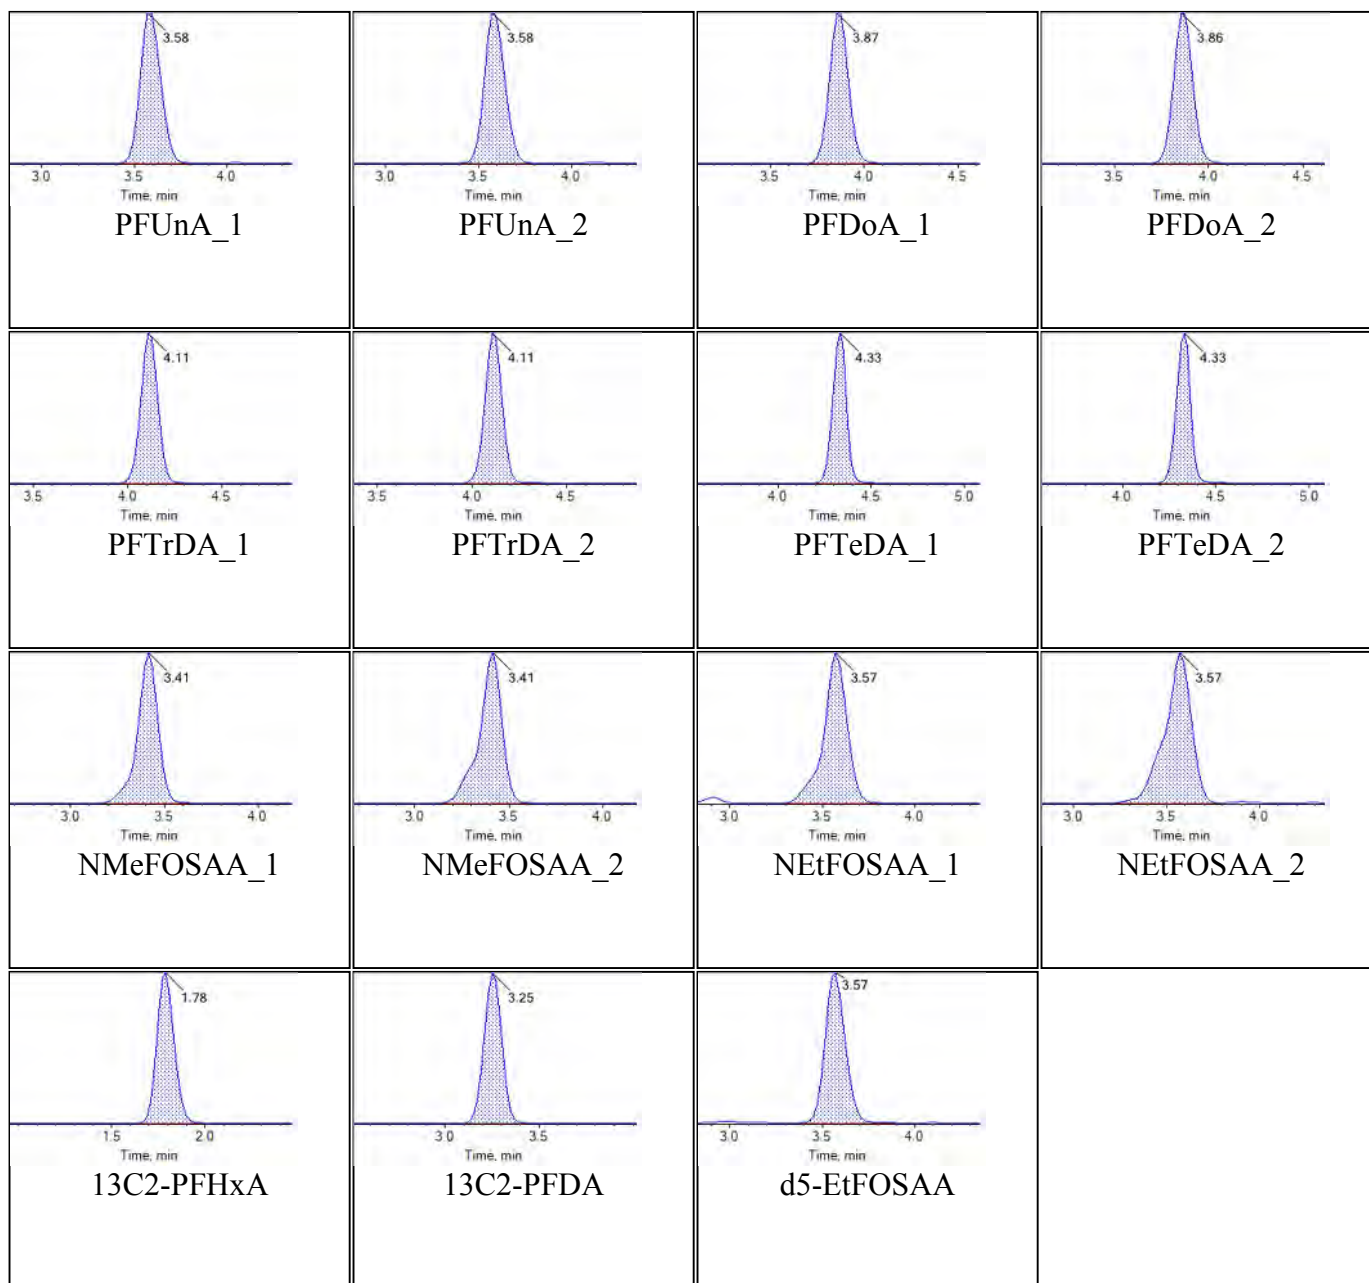 3.58
3.0 3.5 4.0
Time, min
PFUnA_1
3.58
3.0 3.5 4.0
Time, min
PFUnA_2
3.87
3.5 4.0 4.5
Time, min
PFDoA_1
3.86
3.5 4.0 4.5
Time, min
PFDoA_2
4.11
3.5 4.0 4.5
Time, min
PFTrDA_1
4.11
3.5 4.0 4.5
Time, min
PFTrDA_2
4.33
4.0 4.5 5.0
Time, min
PFTeDA_1
4.33
4.0 4.5 5.0
Time, min
PFTeDA_2
3.41
3.0 3.5 4.0
Time, min
NMeFOSAA_1
3.41
3.0 3.5 4.0
Time, min
NMeFOSAA_2
3.57
3.0 3.5 4.0
Time, min
NEtFOSAA_1
3.57
3.0 3.5 4.0
Time, min
NEtFOSAA_2
1.78
1.5 2.0
Time, min
13C2-PFHxA
3.25
3.0 3.5
Time, min
13C2-PFDA
3.57
3.0 3.5 4.0
Time, min
d5-EtFOSAA